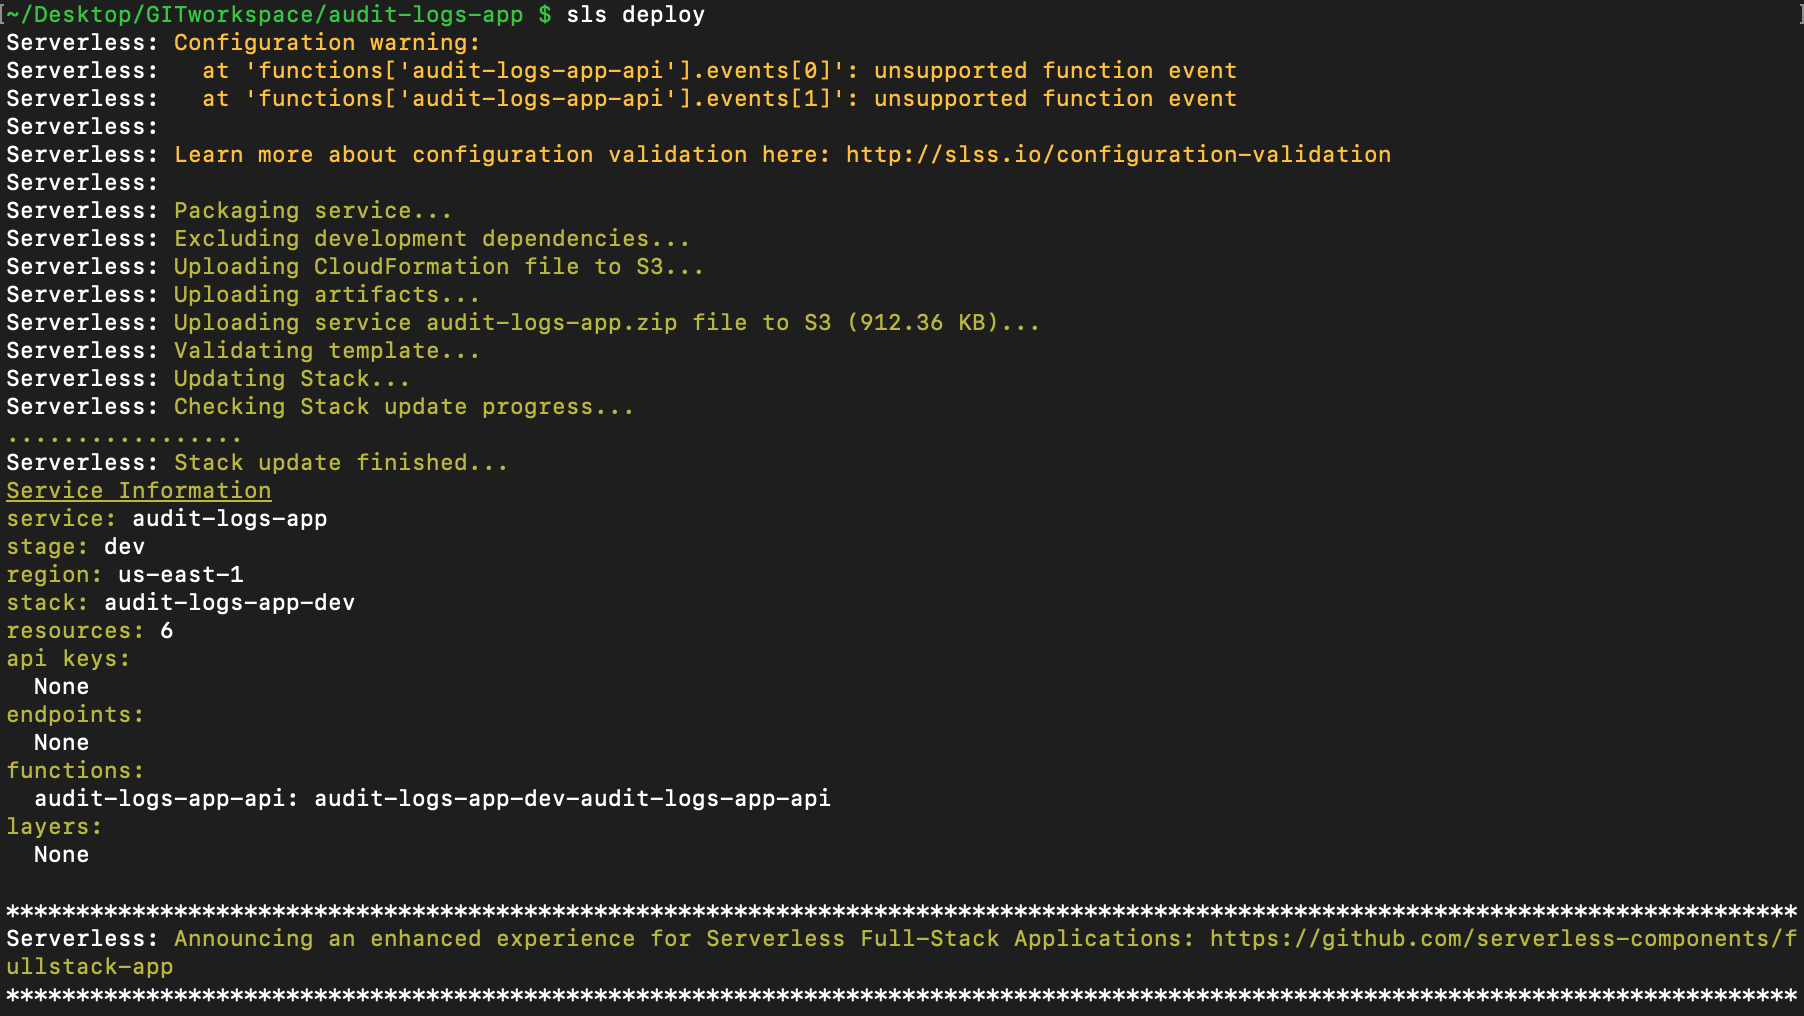 ~/Desktop/GITworkspace/audit-logs-app $ sls deploy
Serverless: Configuration warning:
Serverless:   at 'functions['audit-logs-app-api'].events[0]': unsupported function event
Serverless:   at 'functions['audit-logs-app-api'].events[1]': unsupported function event
Serverless:
Serverless: Learn more about configuration validation here: http://slss.io/configuration-validation
Serverless:
Serverless: Packaging service...
Serverless: Excluding development dependencies...
Serverless: Uploading CloudFormation file to S3...
Serverless: Uploading artifacts...
Serverless: Uploading service audit-logs-app.zip file to S3 (912.36 KB)...
Serverless: Validating template...
Serverless: Updating Stack...
Serverless: Checking Stack update progress...
.................
Serverless: Stack update finished...
Service Information
service: audit-logs-app
stage: dev
region: us-east-1
stack: audit-logs-app-dev
resources: 6
api keys:
  None
endpoints:
  None
functions:
  audit-logs-app-api: audit-logs-app-dev-audit-logs-app-api
layers:
  None

********************************************************************************************************************************
Serverless: Announcing an enhanced experience for Serverless Full-Stack Applications: https://github.com/serverless-components/f
ullstack-app
********************************************************************************************************************************